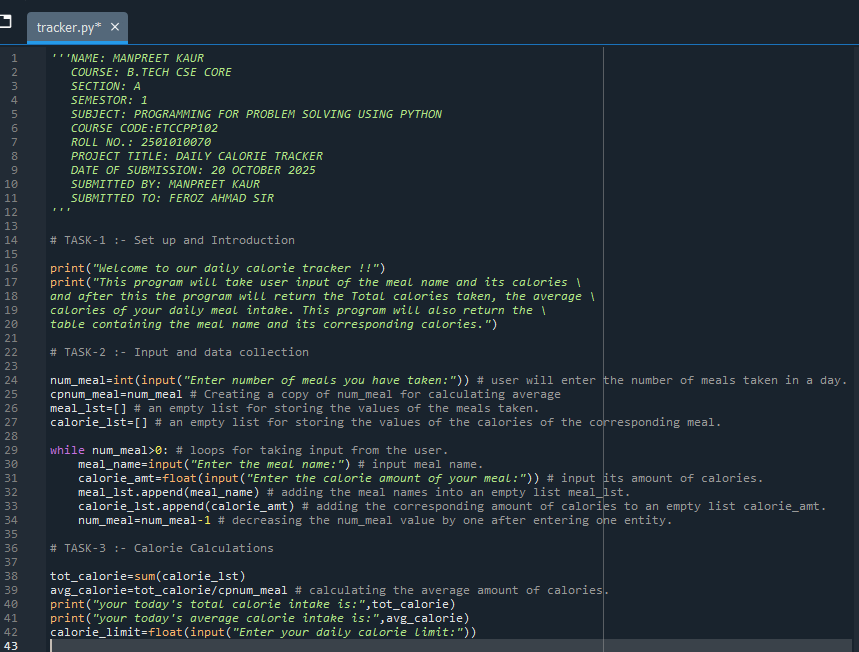 tracker.py* ×
1 '''NAME: MANPREET KAUR
2 COURSE: B.TECH CSE CORE
3 SECTION: A
4 SEMESTOR: 1
5 SUBJECT: PROGRAMMING FOR PROBLEM SOLVING USING PYTHON
6 COURSE CODE:ETCCPP102
7 ROLL NO.: 2501010070
8 PROJECT TITLE: DAILY CALORIE TRACKER
9 DATE OF SUBMISSION: 20 OCTOBER 2025
10 SUBMITTED BY: MANPREET KAUR
11 SUBMITTED TO: FEROZ AHMAD SIR
12 '''
13
14 # TASK-1 :- Set up and Introduction
15
16 print("Welcome to our daily calorie tracker !!")
17 print("This program will take user input of the meal name and its calories \
18 and after this the program will return the Total calories taken, the average \
19 calories of your daily meal intake. This program will also return the \
20 table containing the meal name and its corresponding calories.")
21
22 # TASK-2 :- Input and data collection
23
24 num_meal=int(input("Enter number of meals you have taken:")) # user will enter the number of meals taken in a day.
25 cpnum_meal=num_meal # Creating a copy of num_meal for calculating average
26 meal_lst=[] # an empty list for storing the values of the meals taken.
27 calorie_lst=[] # an empty list for storing the values of the calories of the corresponding meal.
28
29 while num_meal>0: # loops for taking input from the user.
30 meal_name=input("Enter the meal name:") # input meal name.
31 calorie_amt=float(input("Enter the calorie amount of your meal:")) # input its amount of calories.
32 meal_lst.append(meal_name) # adding the meal names into an empty list meal_lst.
33 calorie_lst.append(calorie_amt) # adding the corresponding amount of calories to an empty list calorie_amt.
34 num_meal=num_meal-1 # decreasing the num_meal value by one after entering one entity.
35
36 # TASK-3 :- Calorie Calculations
37
38 tot_calorie=sum(calorie_lst)
39 avg_calorie=tot_calorie/cpnum_meal # calculating the average amount of calories.
40 print("your today's total calorie intake is:",tot_calorie)
41 print("your today's average calorie intake is:",avg_calorie)
42 calorie_limit=float(input("Enter your daily calorie limit:"))
43